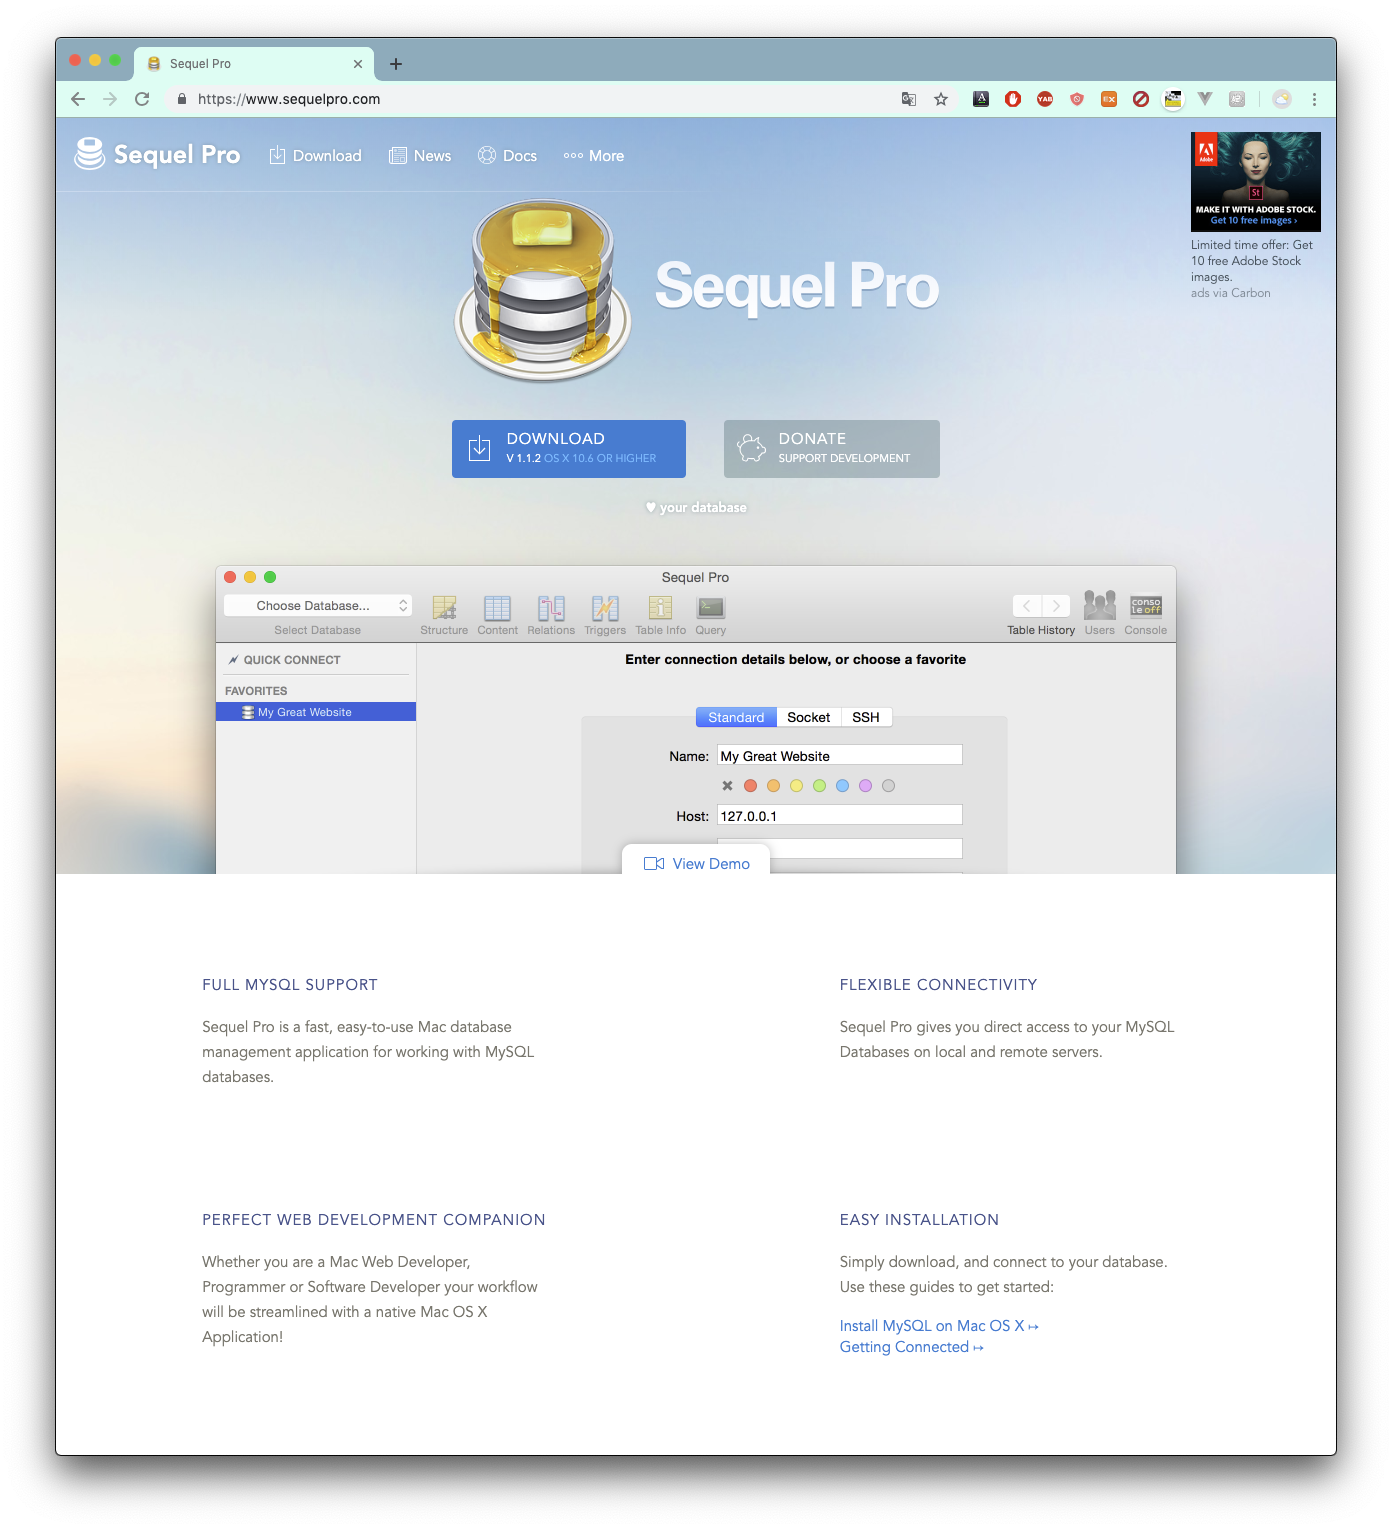 Sequel Pro
https://www.sequelpro.com
A
YAB
EX
Sequel Pro
Download
News
Docs
More
Adobe
St
MAKE IT WITH ADOBE STOCK.
Get 10 free images ›
Limited time offer: Get
10 free Adobe Stock
images.
ads via Carbon
Sequel Pro
DOWNLOAD
V 1.1.2 OS X 10.6 OR HIGHER
DONATE
SUPPORT DEVELOPMENT
♥ your database
Sequel Pro
Choose Database...
Select Database
Structure
Content
Relations
Triggers
Table Info
Query
Table History
Users
conso
le off
Console
QUICK CONNECT
FAVORITES
My Great Website
Enter connection details below, or choose a favorite
Standard
Socket
SSH
Name:
My Great Website
Host:
127.0.0.1
View Demo
FULL MYSQL SUPPORT
Sequel Pro is a fast, easy-to-use Mac database
management application for working with MySQL
databases.
FLEXIBLE CONNECTIVITY
Sequel Pro gives you direct access to your MySQL
Databases on local and remote servers.
PERFECT WEB DEVELOPMENT COMPANION
Whether you are a Mac Web Developer,
Programmer or Software Developer your workflow
will be streamlined with a native Mac OS X
Application!
EASY INSTALLATION
Simply download, and connect to your database.
Use these guides to get started:
Install MySQL on Mac OS X ↦
Getting Connected ↦